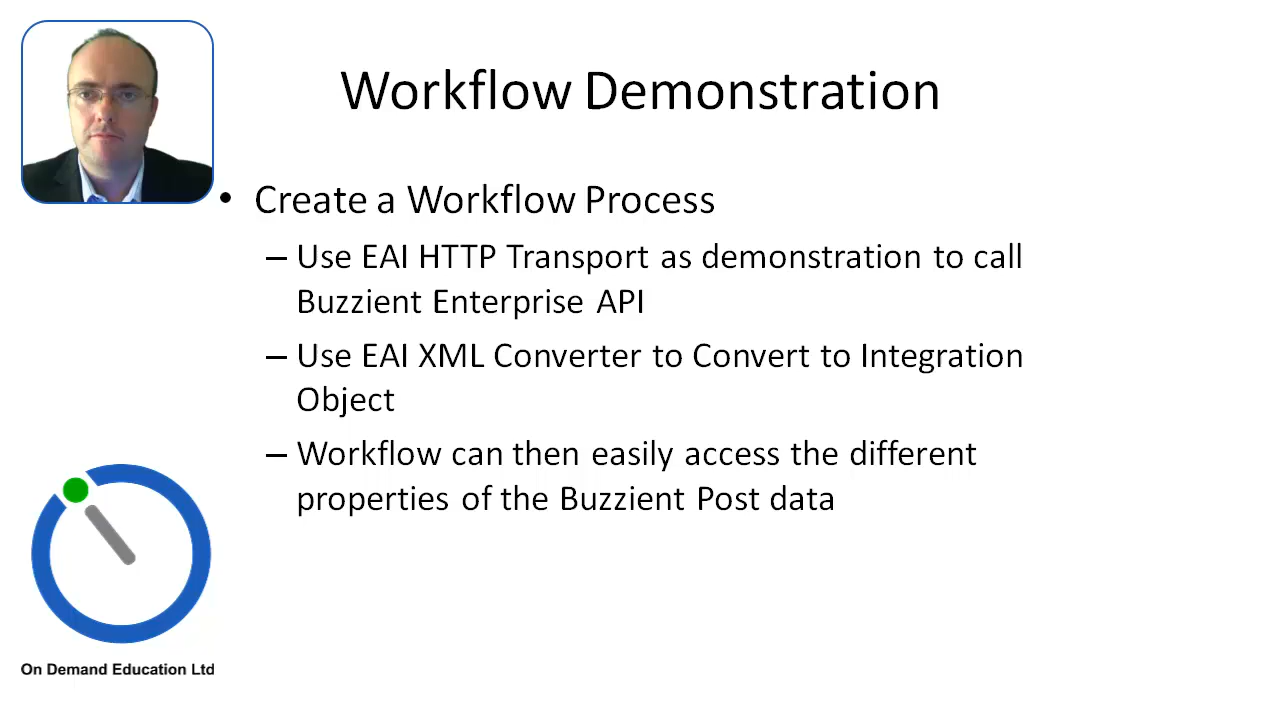 Workflow Demonstration
• Create a Workflow Process
– Use EAI HTTP Transport as demonstration to call
Buzzient Enterprise API
– Use EAI XML Converter to Convert to Integration
Object
– Workflow can then easily access the different
properties of the Buzzient Post data
On Demand Education Ltd